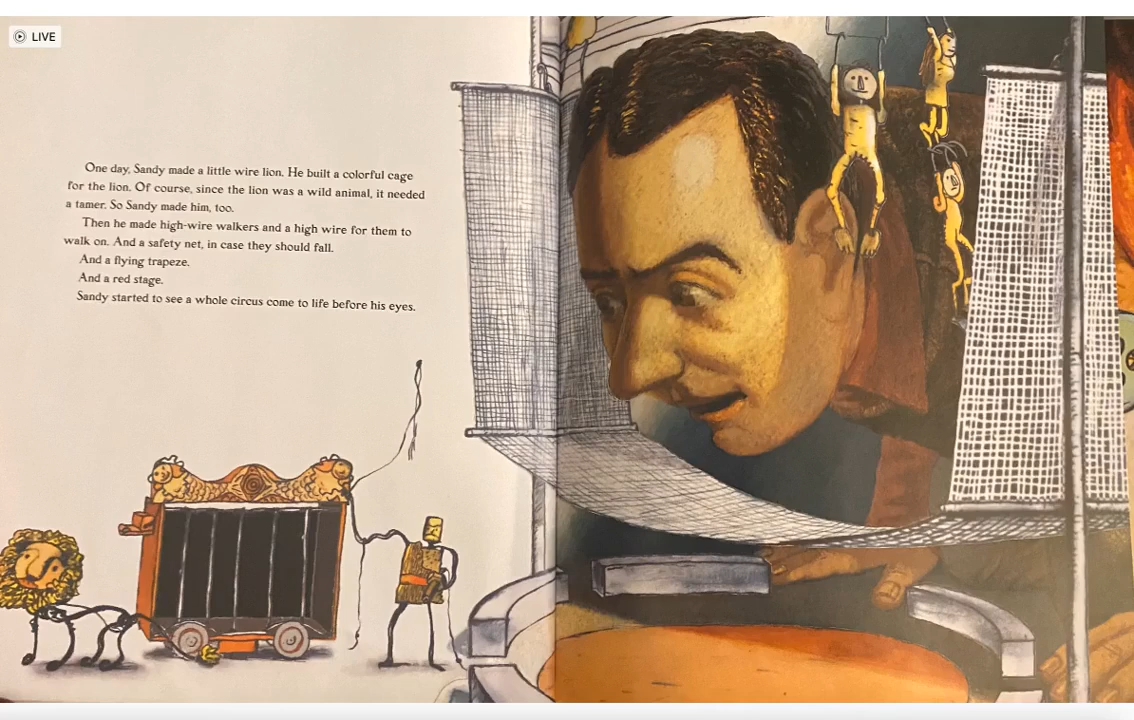 LIVE
One day, Sandy made a little wire lion. He built a colorful cage
for the lion. Of course, since the lion was a wild animal, it needed
a tamer. So Sandy made him, too.
Then he made high-wire walkers and a high wire for them to
walk on. And a safety net, in case they should fall.
And a flying trapeze.
And a red stage.
Sandy started to see a whole circus come to life before his eyes.